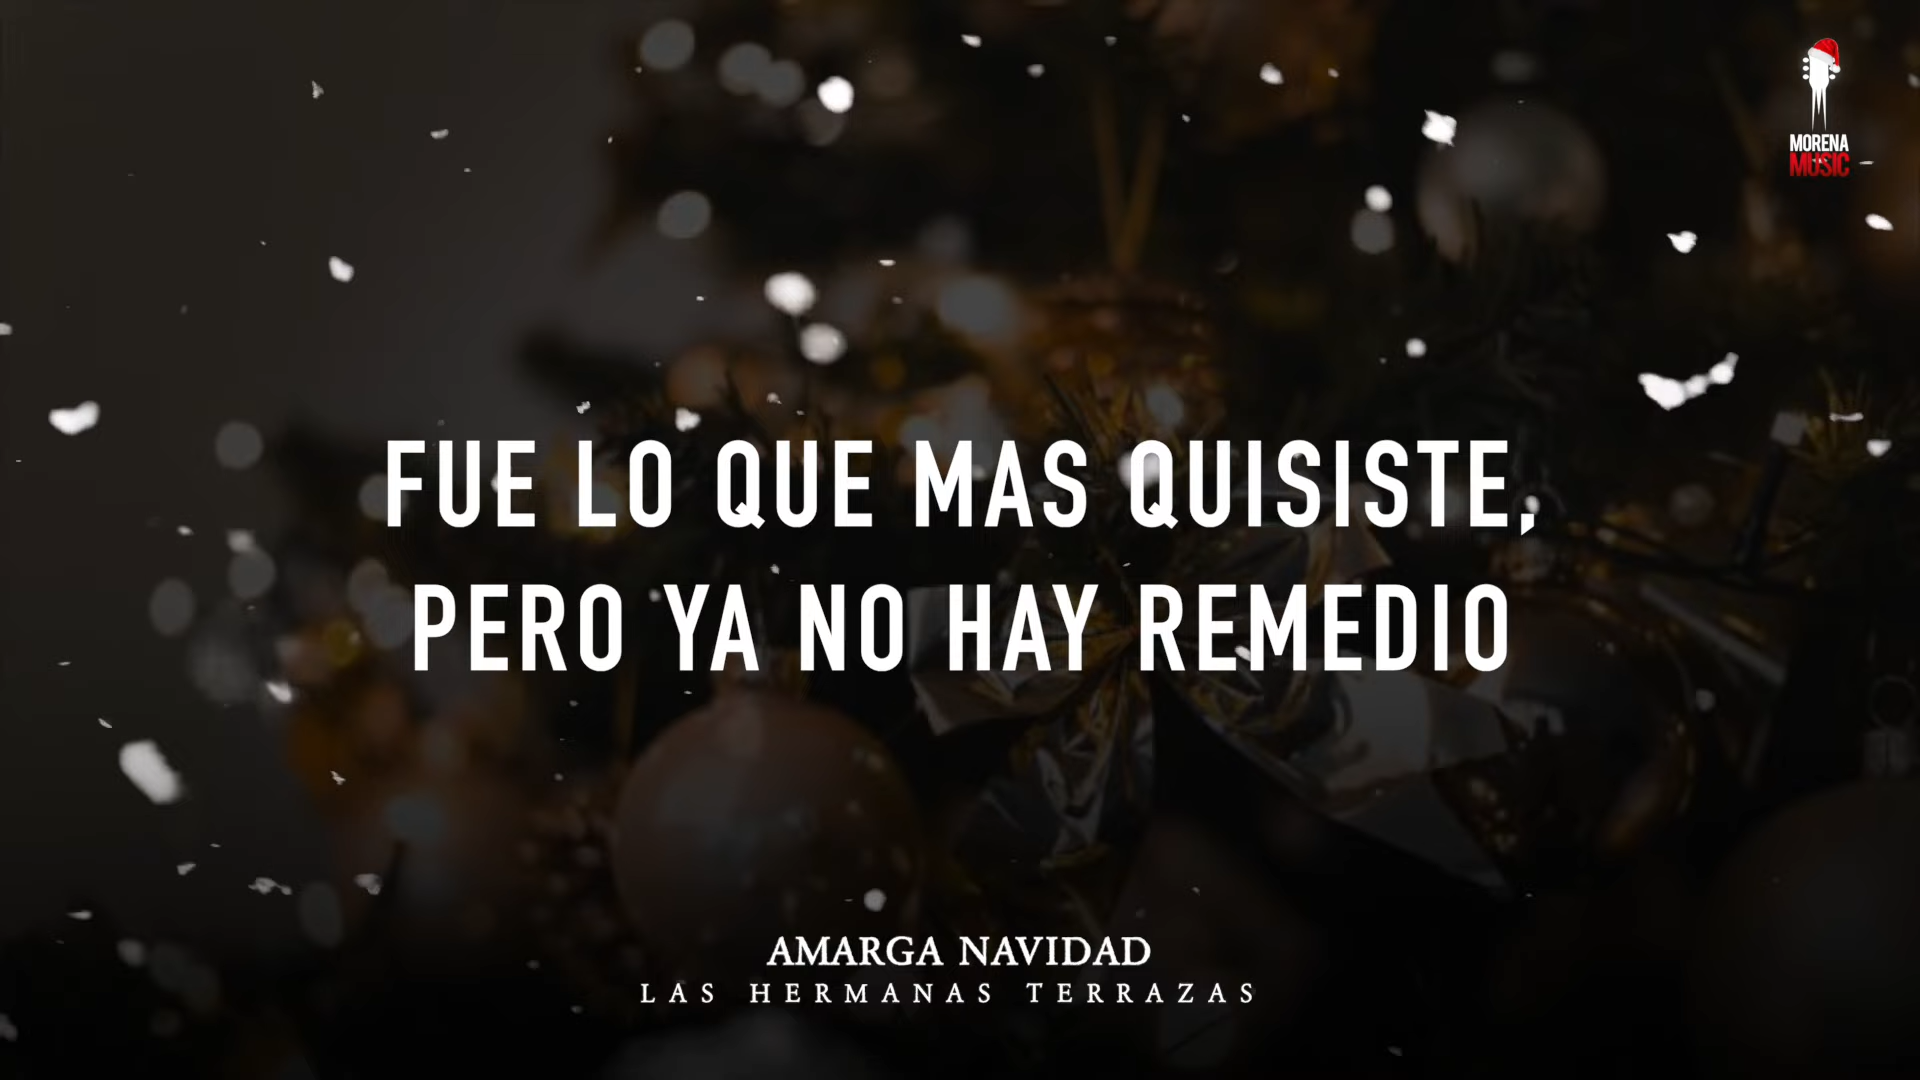 MORENA
MUSIC
FUE LO QUE MAS QUISISTE,
PERO YA NO HAY REMEDIO
AMARGA NAVIDAD
LAS HERMANAS TERRAZAS